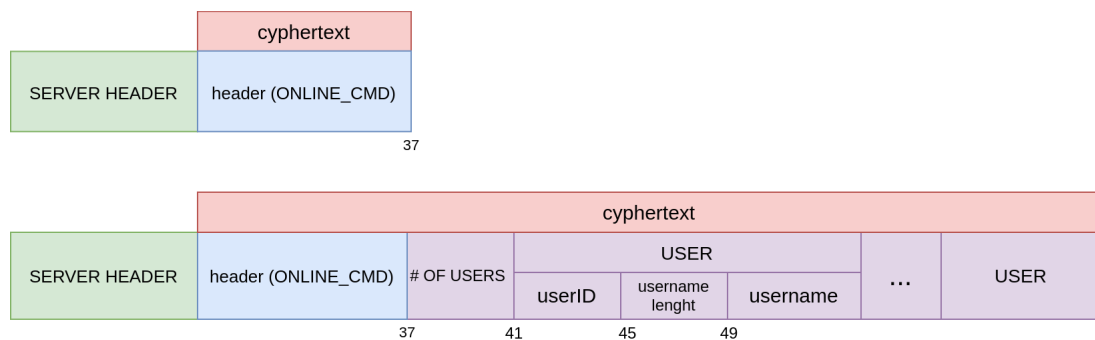 cyphertext
SERVER HEADER
header (ONLINE_CMD)
37
cyphertext
SERVER HEADER
header (ONLINE_CMD)
# OF USERS
USER
userID
username
lenght
username
...
USER
37
41
45
49